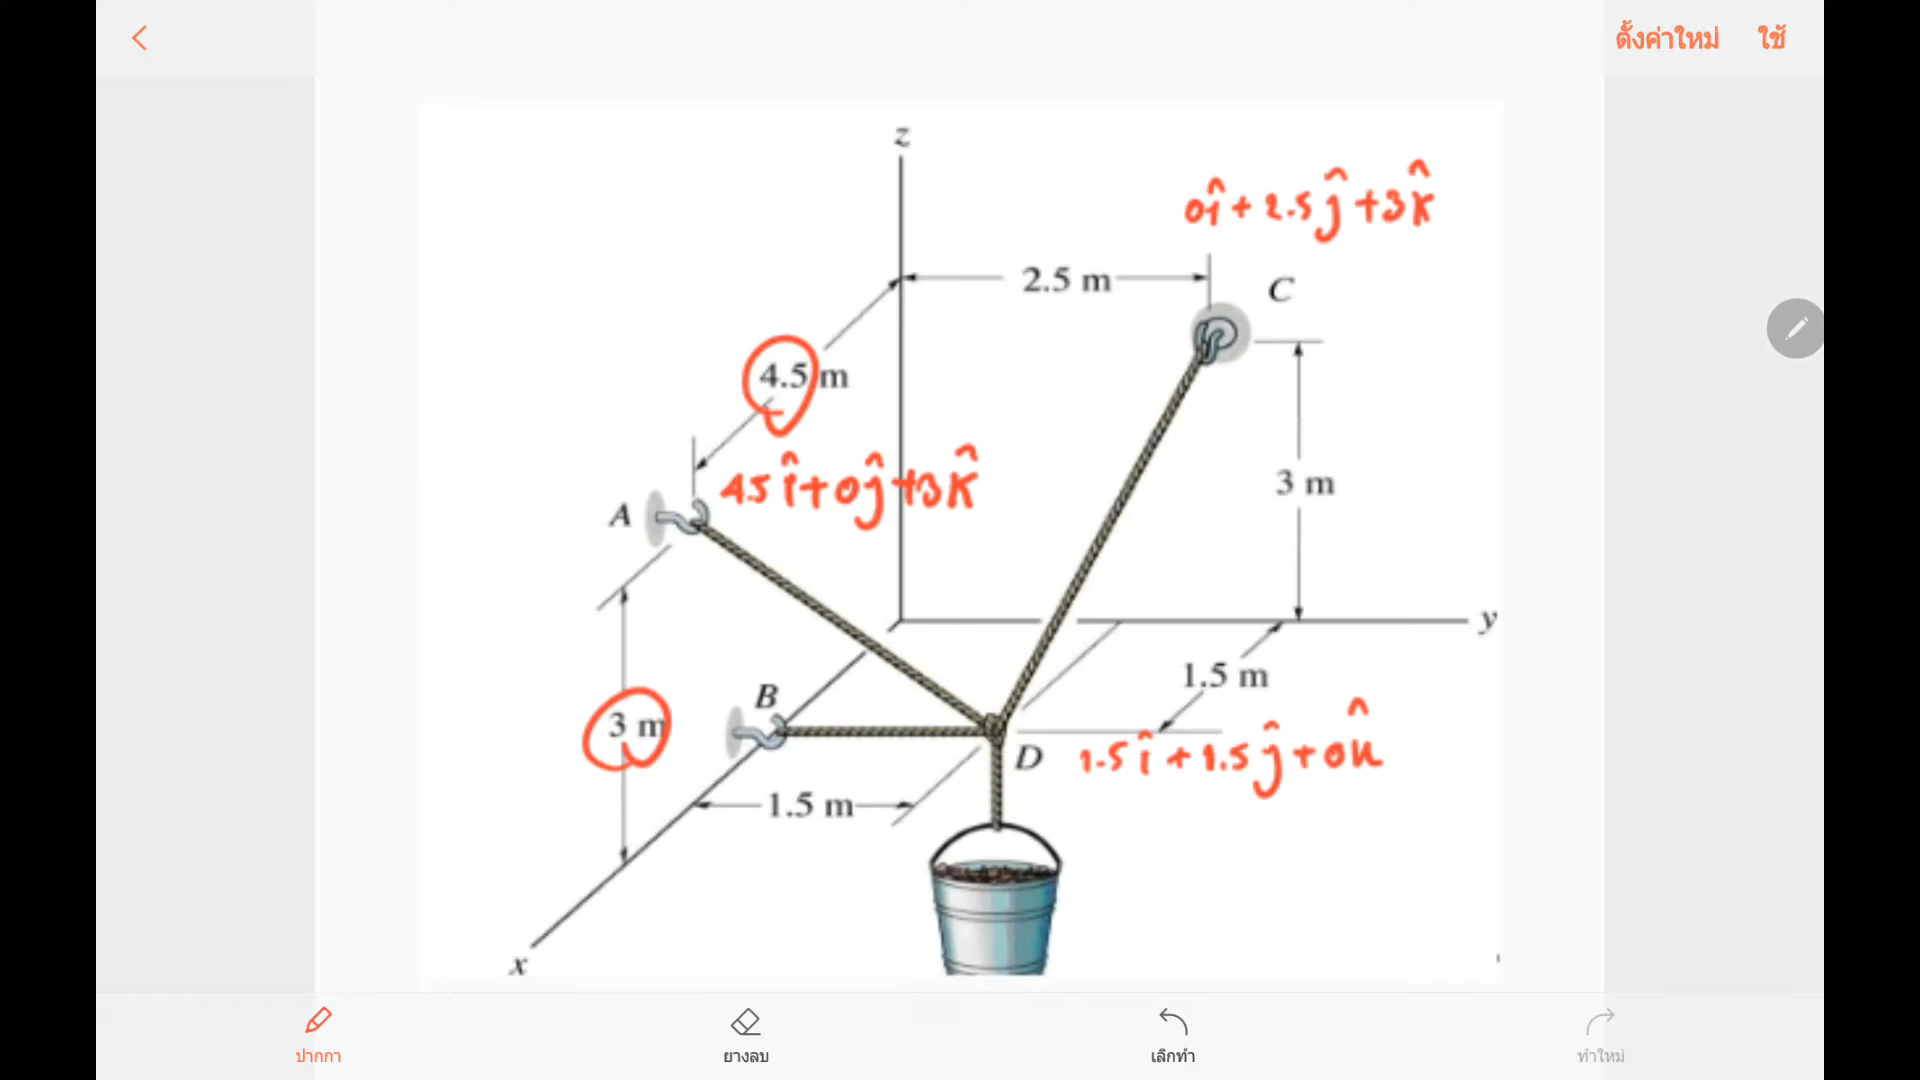 ตั้งค่าใหม่ ใช้
z
0î + 2.5ĵ + 3k̂
2.5 m
C
4.5 m
45î + 0ĵ + 3k̂
A
3 m
y
1.5 m
B
3 m
D
1.5î + 1.5ĵ + 0k̂
1.5 m
x
ปากกา ยางลบ เลิกทำ ทำใหม่